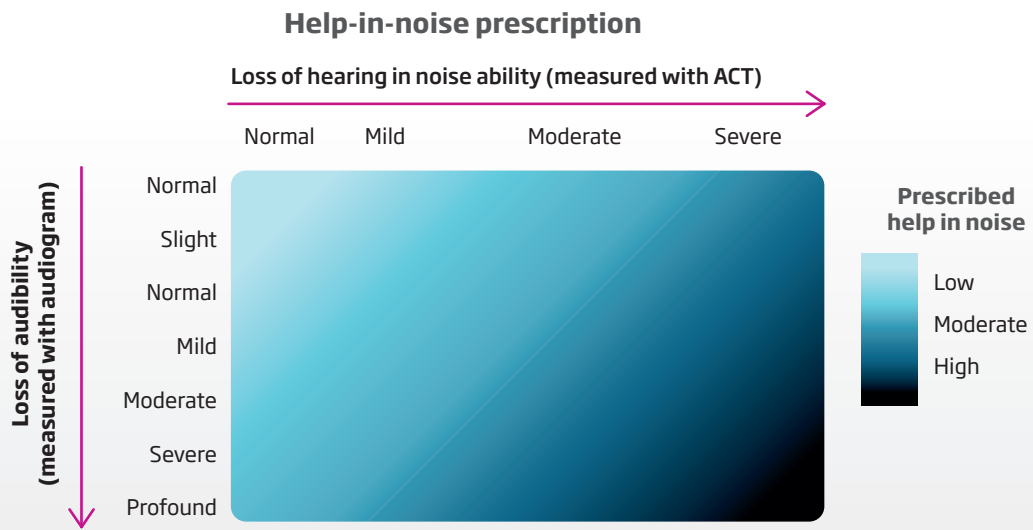 Help-in-noise prescription
Loss of hearing in noise ability (measured with ACT)
Normal Mild Moderate Severe
Loss of audibility
(measured with audiogram)
Normal
Slight
Normal
Mild
Moderate
Severe
Profound
Prescribed
help in noise
Low
Moderate
High